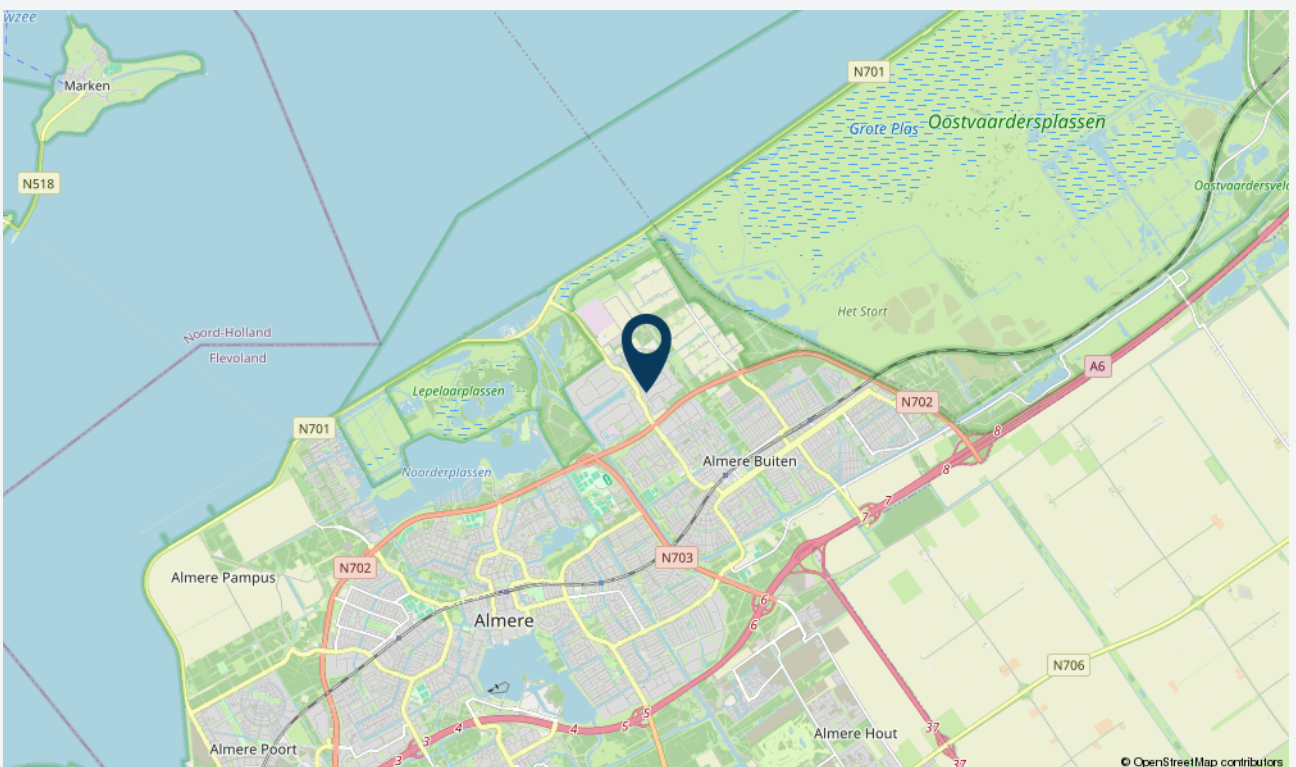 wzee
Marken
N701
Grote Plas
Oostvaardersplassen
N518
Oostvaardersveld
Het Stort
Noord-Holland
Flevoland
A6
Lepelaarplassen
N702
N701
Noorderplassen
Almere Buiten
8
8
7
7
Almere Pampus
N702
N703
6
6
Almere
N706
5
5
4
4
3
3
37
37
Almere Poort
Almere Hout
© OpenStreetMap contributors